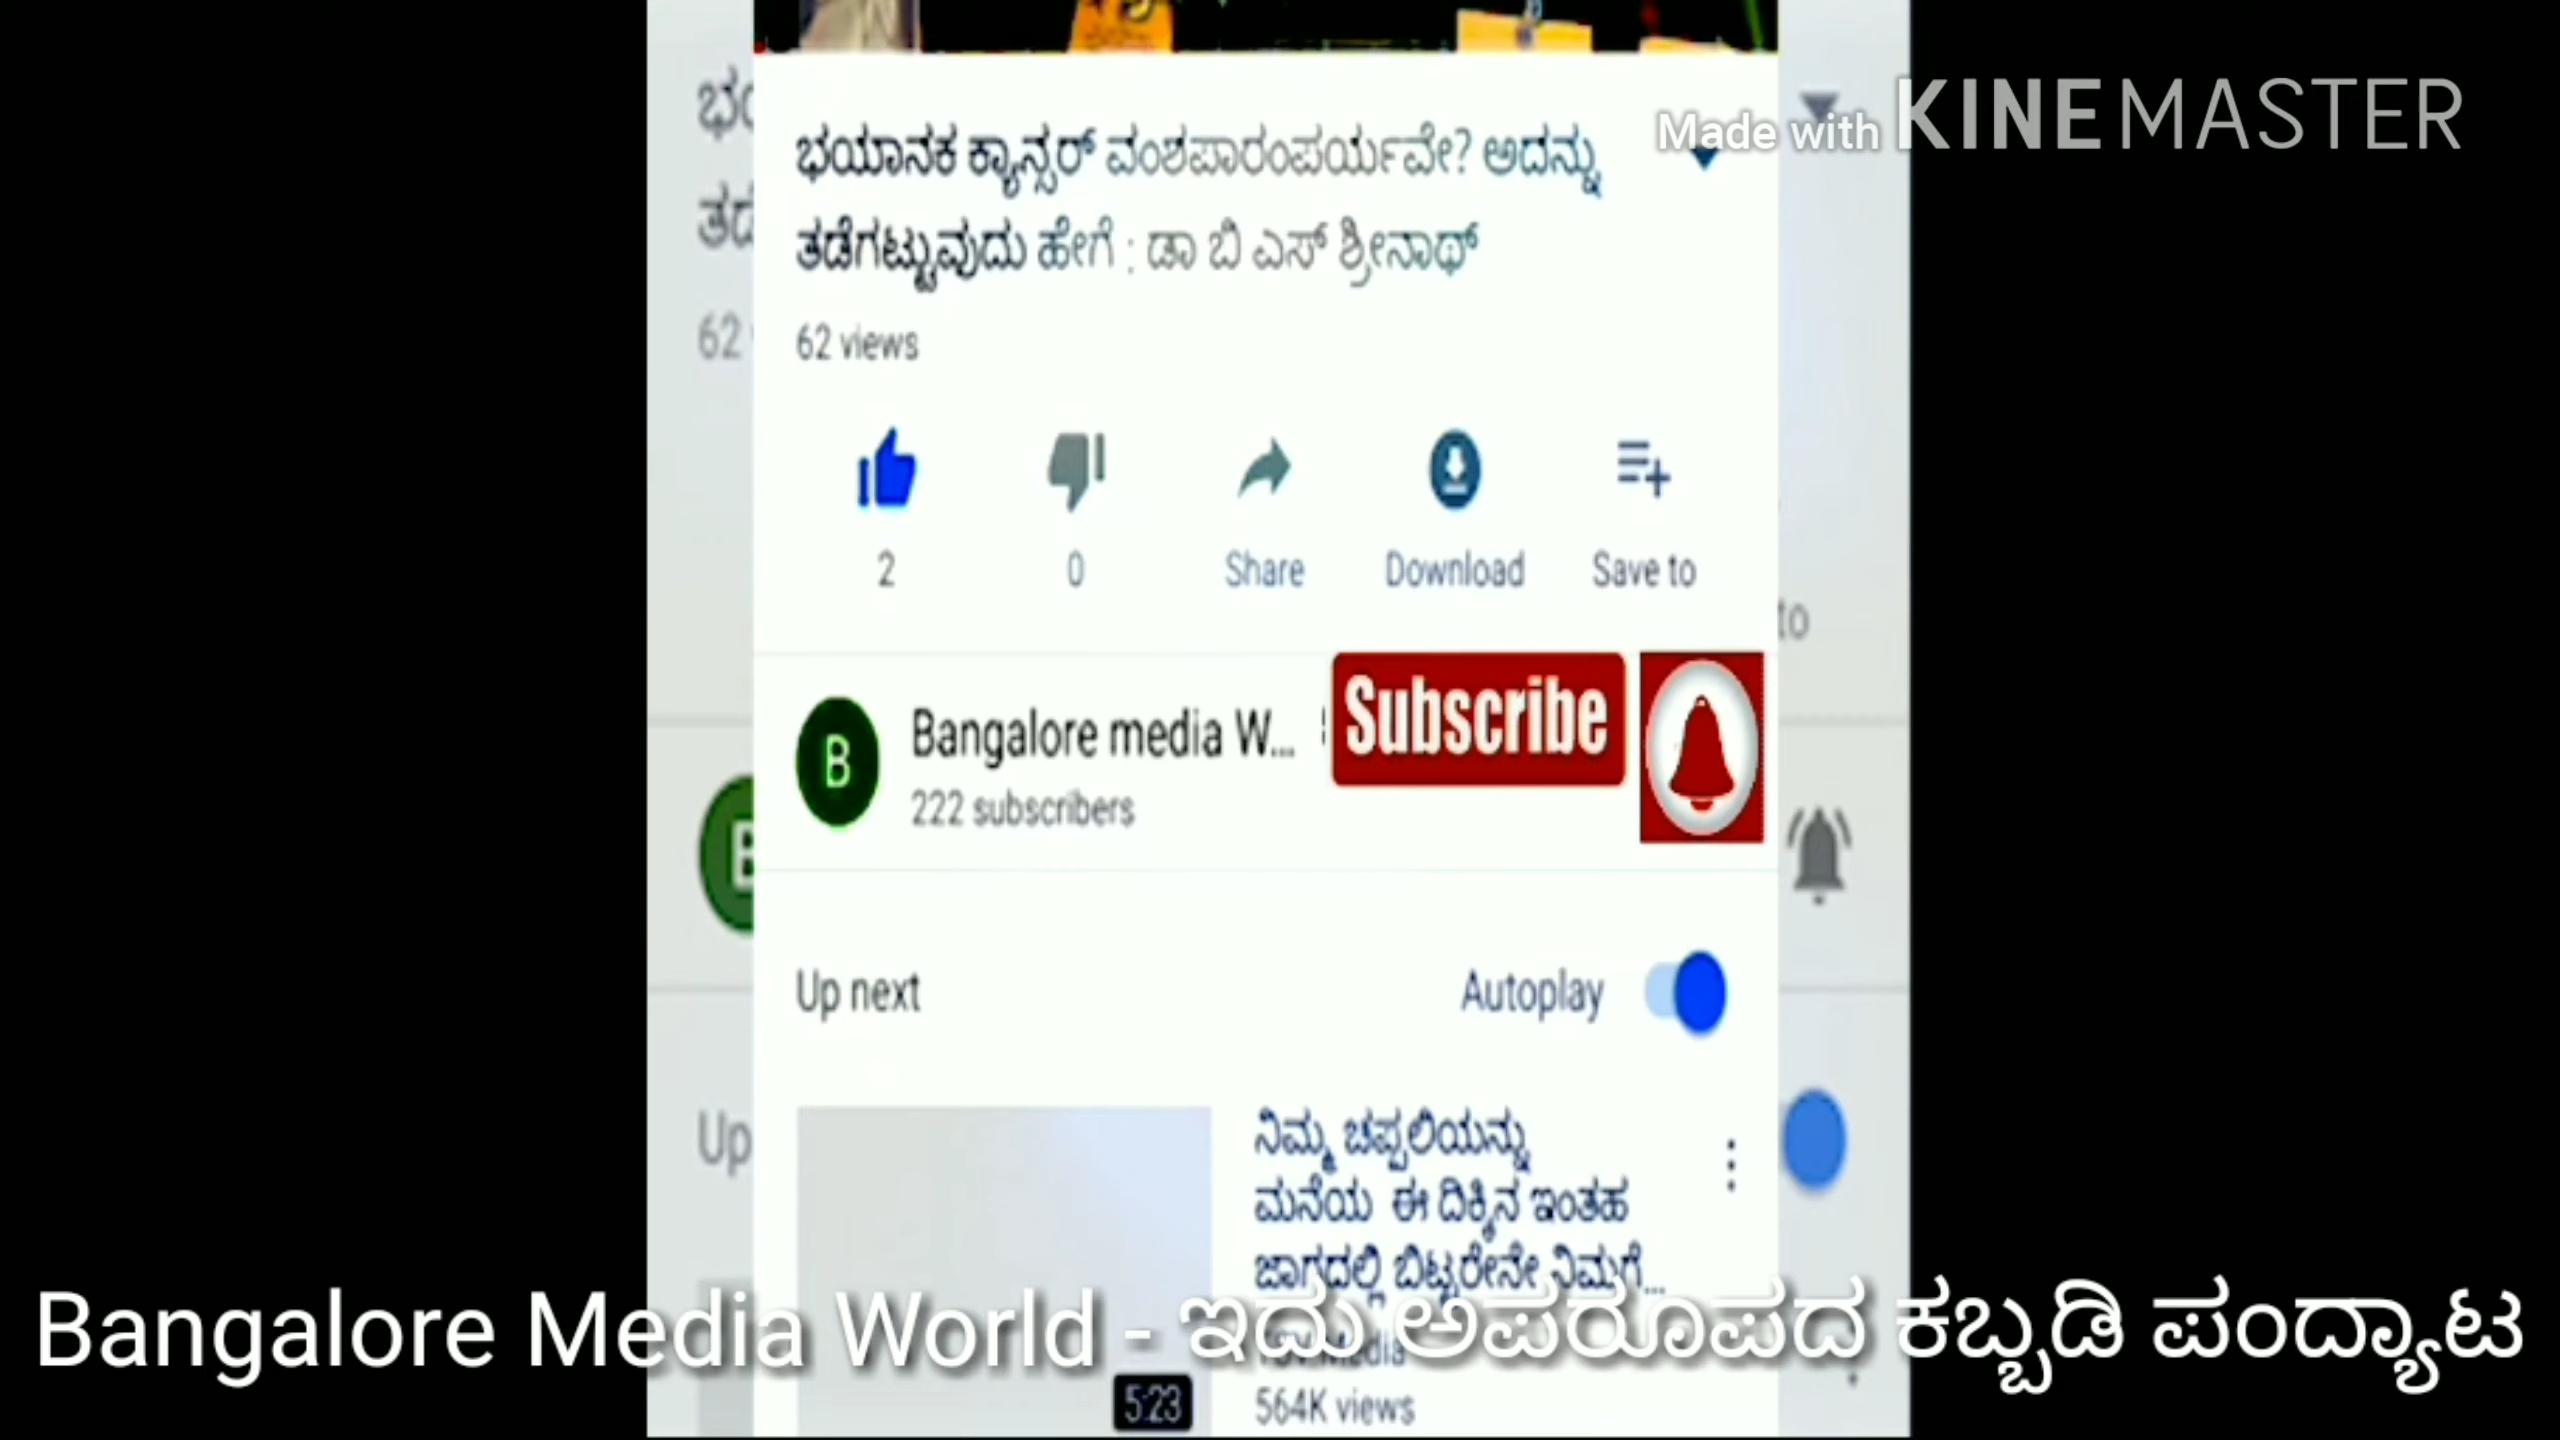 Made with KINEMASTER
ಭಯಾನಕ ಕ್ಯಾನ್ಸರ್ ವಂಶಪಾರಂಪರ್ಯವೇ? ಅದನ್ನು
ತಡೆಗಟ್ಟುವುದು ಹೇಗೆ : ಡಾ ಬಿ ಎಸ್ ಶ್ರೀನಾಥ್
62 views
2
0
Share
Download
Save to
Bangalore media W...
Subscribe
222 subscribers
Up next
Autoplay
ನಿಮ್ಮ ಚಪ್ಪಲಿಯನ್ನು
ಮನೆಯ ಈ ದಿಕ್ಕಿನ ಇಂತಹ
ಜಾಗದಲ್ಲಿ ಬಿಟ್ಟರೇನೇ ನಿಮಗೆ...
Bangalore Media World - ಇದು ಅಪರೂಪದ ಕಬ್ಬಡಿ ಪಂದ್ಯಾಟ
Media
5:23
564K views